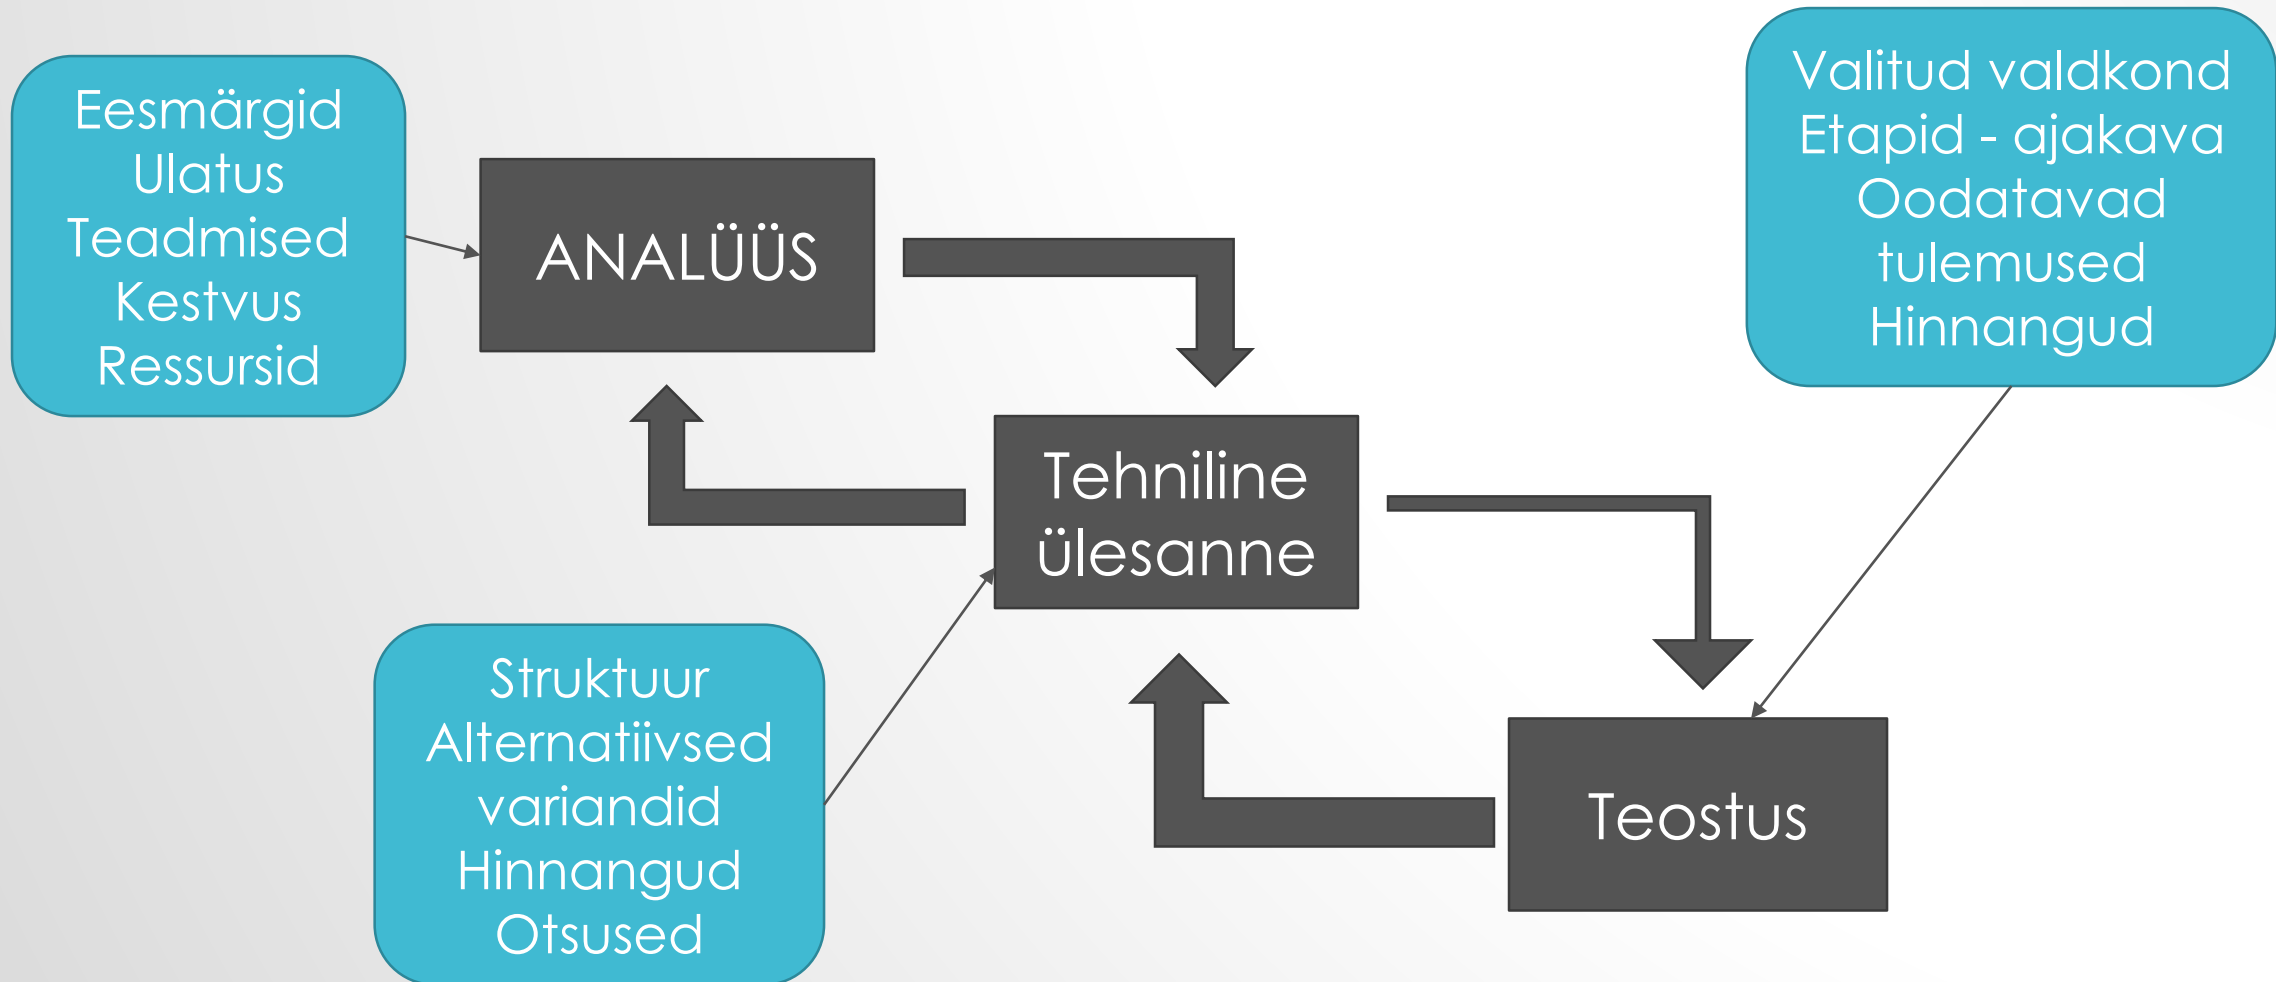 Eesmärgid
Ulatus
Teadmised
Kestvus
Ressursid
ANALÜÜS
Valitud valdkond
Etapid - ajakava
Oodatavad
tulemused
Hinnangud
Tehniline
ülesanne
Struktuur
Alternatiivsed
variandid
Hinnangud
Otsused
Teostus